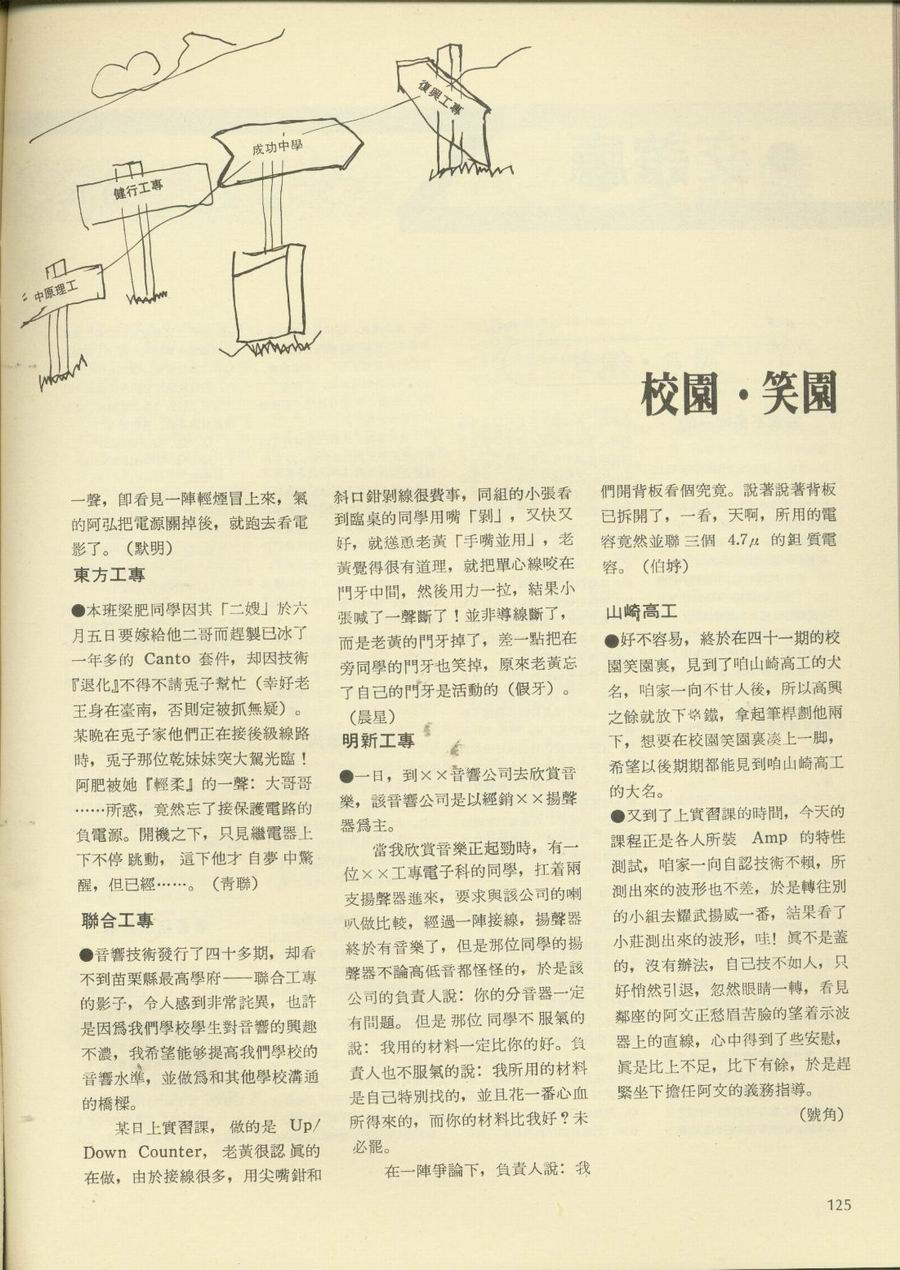 復興工專
成功中學
健行工專
中原理工
校園・笑園
一聲，卽看見一陣輕煙冒上來，氣
的阿弘把電源關掉後，就跑去看電
影了。（默明）
東方工專
●本班梁肥同學因其「二嫂」於六
月五日要嫁給他二哥而趕製已冰了
一年多的 Canto 套件，却因技術
『退化』不得不請兎子幫忙（幸好老
王身在臺南，否則定被抓無疑）。
某晚在兎子家他們正在接後級線路
時，兎子那位乾妹妹突大駕光臨！
阿肥被她『輕柔』的一聲：大哥哥
……所惑，竟然忘了接保護電路的
負電源。開機之下，只見繼電器上
下不停跳動，這下他才自夢中驚
醒，但已經……。（靑聯）
聯合工專
●音響技術發行了四十多期，却看
不到苗栗縣最高學府——聯合工專
的影子，令人感到非常詫異，也許
是因爲我們學校學生對音響的興趣
不濃，我希望能够提高我們學校的
音響水準，並做爲和其他學校溝通
的橋樑。
某日上實習課，做的是 Up/
Down Counter，老黃很認眞的
在做，由於接線很多，用尖嘴鉗和
斜口鉗剝線很費事，同組的小張看
到臨桌的同學用嘴「剝」，又快又
好，就慫恿老黃「手嘴並用」，老
黃覺得很有道理，就把單心線咬在
門牙中間，然後用力一拉，結果小
張喊了一聲斷了！並非導線斷了，
而是老黃的門牙掉了，差一點把在
旁同學的門牙也笑掉，原來老黃忘
了自己的門牙是活動的（假牙）。
（晨星）
明新工專
●一日，到××音響公司去欣賞音
樂，該音響公司是以經銷××揚聲
器爲主。
當我欣賞音樂正起勁時，有一
位××工專電子科的同學，扛着兩
支揚聲器進來，要求與該公司的喇
叭做比較，經過一陣接線，揚聲器
終於有音樂了，但是那位同學的揚
聲器不論高低音都怪怪的，於是該
公司的負責人說：你的分音器一定
有問題。但是那位同學不服氣的
說：我用的材料一定比你的好。負
責人也不服氣的說：我所用的材料
是自己特別找的，並且花一番心血
所得來的，而你的材料比我好？未
必罷。
在一陣爭論下，負責人說：我
們開背板看個究竟。說著說著背板
已拆開了，一看，天啊，所用的電
容竟然並聯三個 4.7μ 的鉭質電
容。（伯垶）
山崎高工
●好不容易，終於在四十一期的校
園笑園裏，見到了咱山崎高工的犬
名，咱家一向不甘人後，所以高興
之餘就放下烙鐵，拿起筆桿劃他兩
下，想要在校園笑園裏湊上一脚，
希望以後期期都能見到咱山崎高工
的大名。
●又到了上實習課的時間，今天的
課程正是各人所裝 Amp 的特性
測試，咱家一向自認技術不賴，所
測出來的波形也不差，於是轉往別
的小組去耀武揚威一番，結果看了
小莊測出來的波形，哇！眞不是蓋
的，沒有辦法，自己技不如人，只
好悄然引退，忽然眼睛一轉，看見
鄰座的阿文正愁眉苦臉的望着示波
器上的直線，心中得到了些安慰，
眞是比上不足，比下有餘，於是趕
緊坐下擔任阿文的義務指導。
（號角）
125